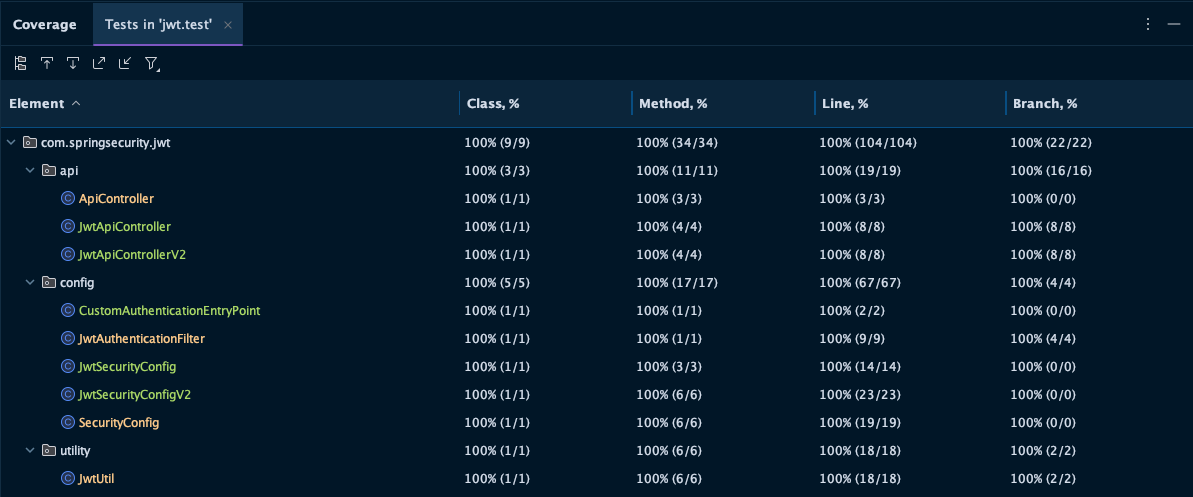 Coverage Tests in 'jwt.test' ×
Element Class, % Method, % Line, % Branch, %
com.springsecurity.jwt 100% (9/9) 100% (34/34) 100% (104/104) 100% (22/22)
api 100% (3/3) 100% (11/11) 100% (19/19) 100% (16/16)
C ApiController 100% (1/1) 100% (3/3) 100% (3/3) 100% (0/0)
C JwtApiController 100% (1/1) 100% (4/4) 100% (8/8) 100% (8/8)
C JwtApiControllerV2 100% (1/1) 100% (4/4) 100% (8/8) 100% (8/8)
config 100% (5/5) 100% (17/17) 100% (67/67) 100% (4/4)
C CustomAuthenticationEntryPoint 100% (1/1) 100% (1/1) 100% (2/2) 100% (0/0)
C JwtAuthenticationFilter 100% (1/1) 100% (1/1) 100% (9/9) 100% (4/4)
C JwtSecurityConfig 100% (1/1) 100% (3/3) 100% (14/14) 100% (0/0)
C JwtSecurityConfigV2 100% (1/1) 100% (6/6) 100% (23/23) 100% (0/0)
C SecurityConfig 100% (1/1) 100% (6/6) 100% (19/19) 100% (0/0)
utility 100% (1/1) 100% (6/6) 100% (18/18) 100% (2/2)
C JwtUtil 100% (1/1) 100% (6/6) 100% (18/18) 100% (2/2)